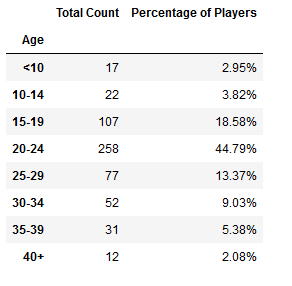 Total Count Percentage of Players
Age
<10 17 2.95%
10-14 22 3.82%
15-19 107 18.58%
20-24 258 44.79%
25-29 77 13.37%
30-34 52 9.03%
35-39 31 5.38%
40+ 12 2.08%